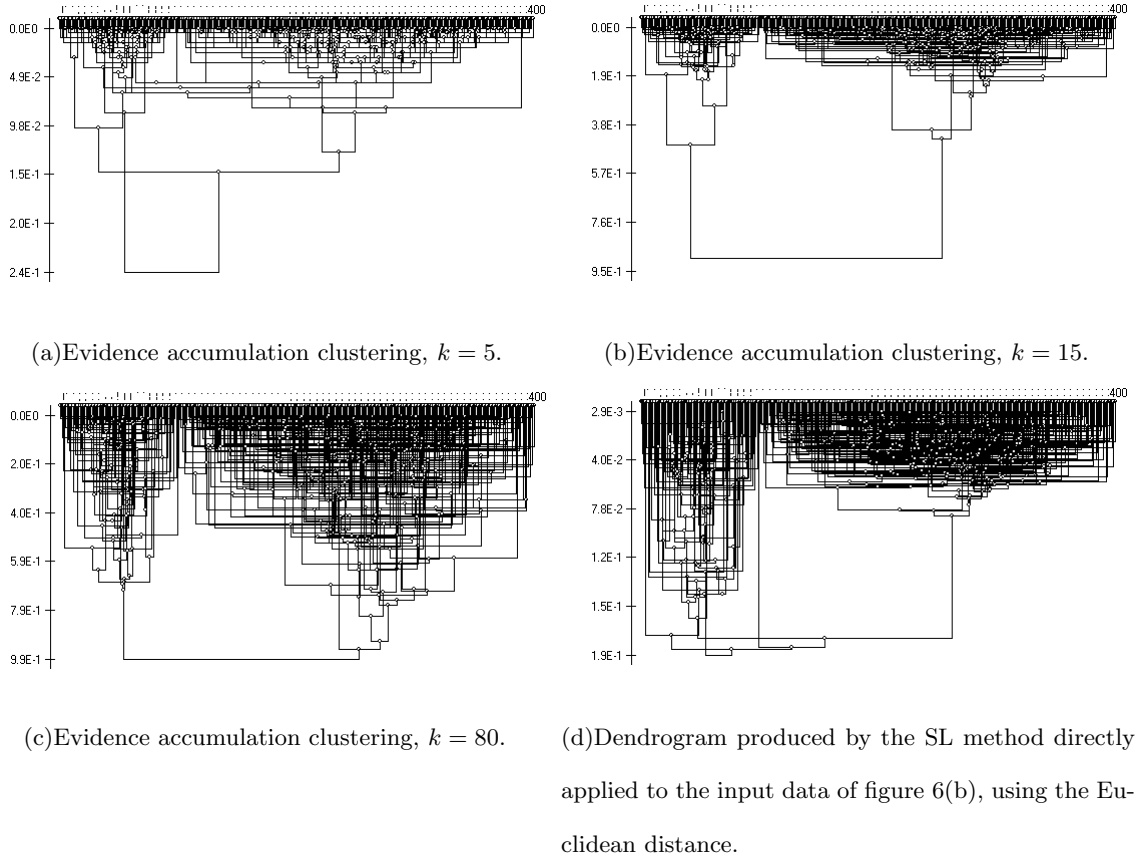 400
0.0E0
4.9E-2
9.8E-2
1.5E-1
2.0E-1
2.4E-1
(a)Evidence accumulation clustering, k = 5.
400
0.0E0
1.9E-1
3.8E-1
5.7E-1
7.6E-1
9.5E-1
(b)Evidence accumulation clustering, k = 15.
400
0.0E0
2.0E-1
4.0E-1
5.9E-1
7.9E-1
9.9E-1
(c)Evidence accumulation clustering, k = 80.
400
2.9E-3
4.0E-2
7.8E-2
1.2E-1
1.5E-1
1.9E-1
(d)Dendrogram produced by the SL method directly
applied to the input data of figure 6(b), using the Eu-
clidean distance.